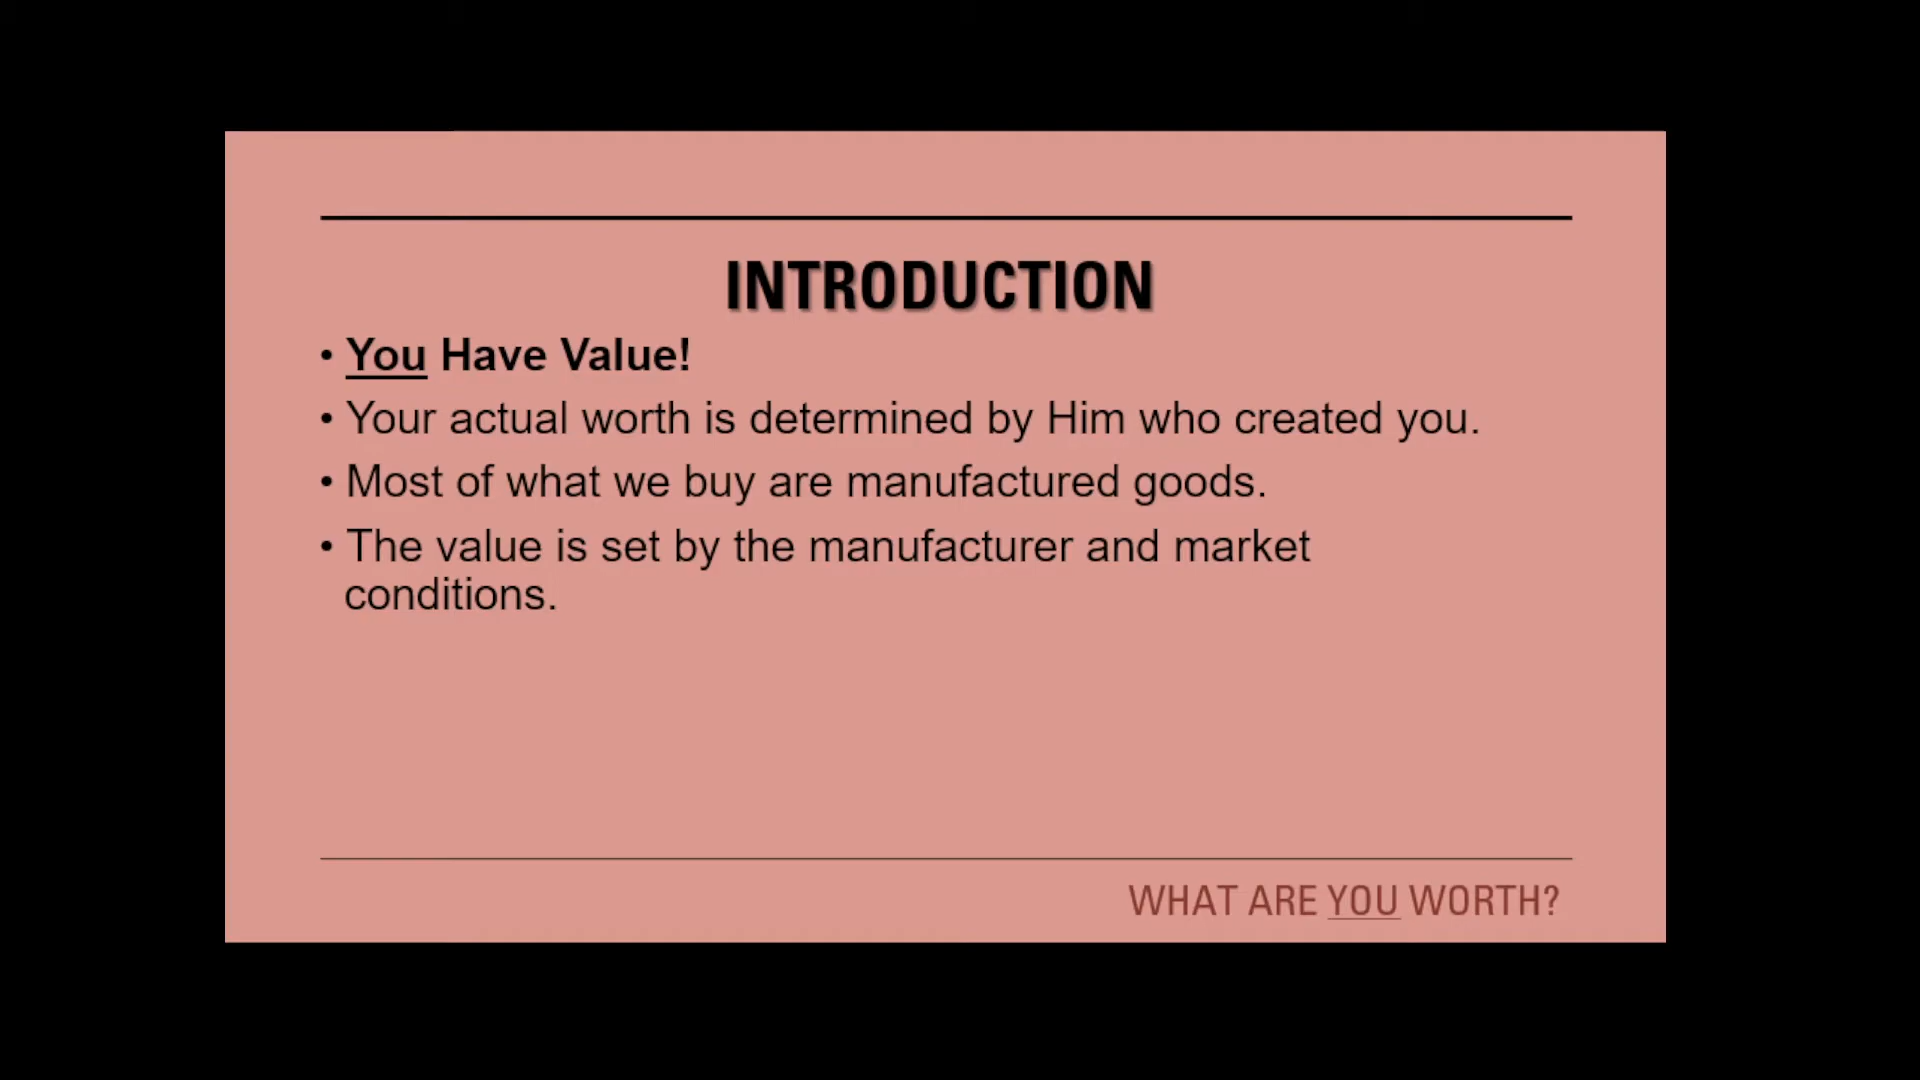 INTRODUCTION
• You Have Value!
• Your actual worth is determined by Him who created you.
• Most of what we buy are manufactured goods.
• The value is set by the manufacturer and market
conditions.
WHAT ARE YOU WORTH?